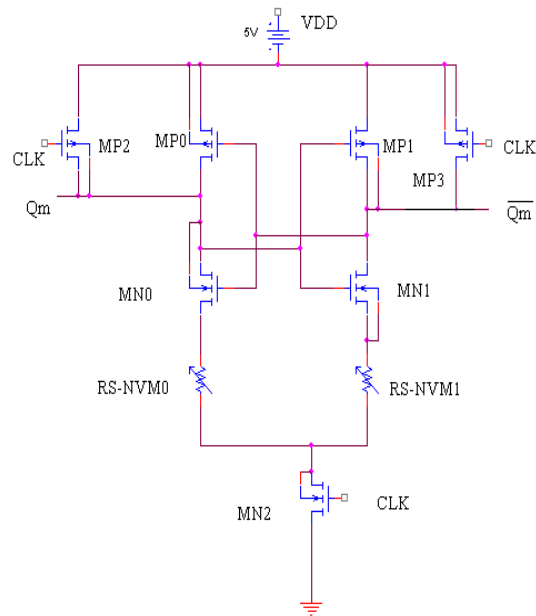 5V
VDD
CLK
MP2
MP0
MP1
MP3
CLK
Qm
Qm
MN0
MN1
RS-NVM0
RS-NVM1
MN2
CLK